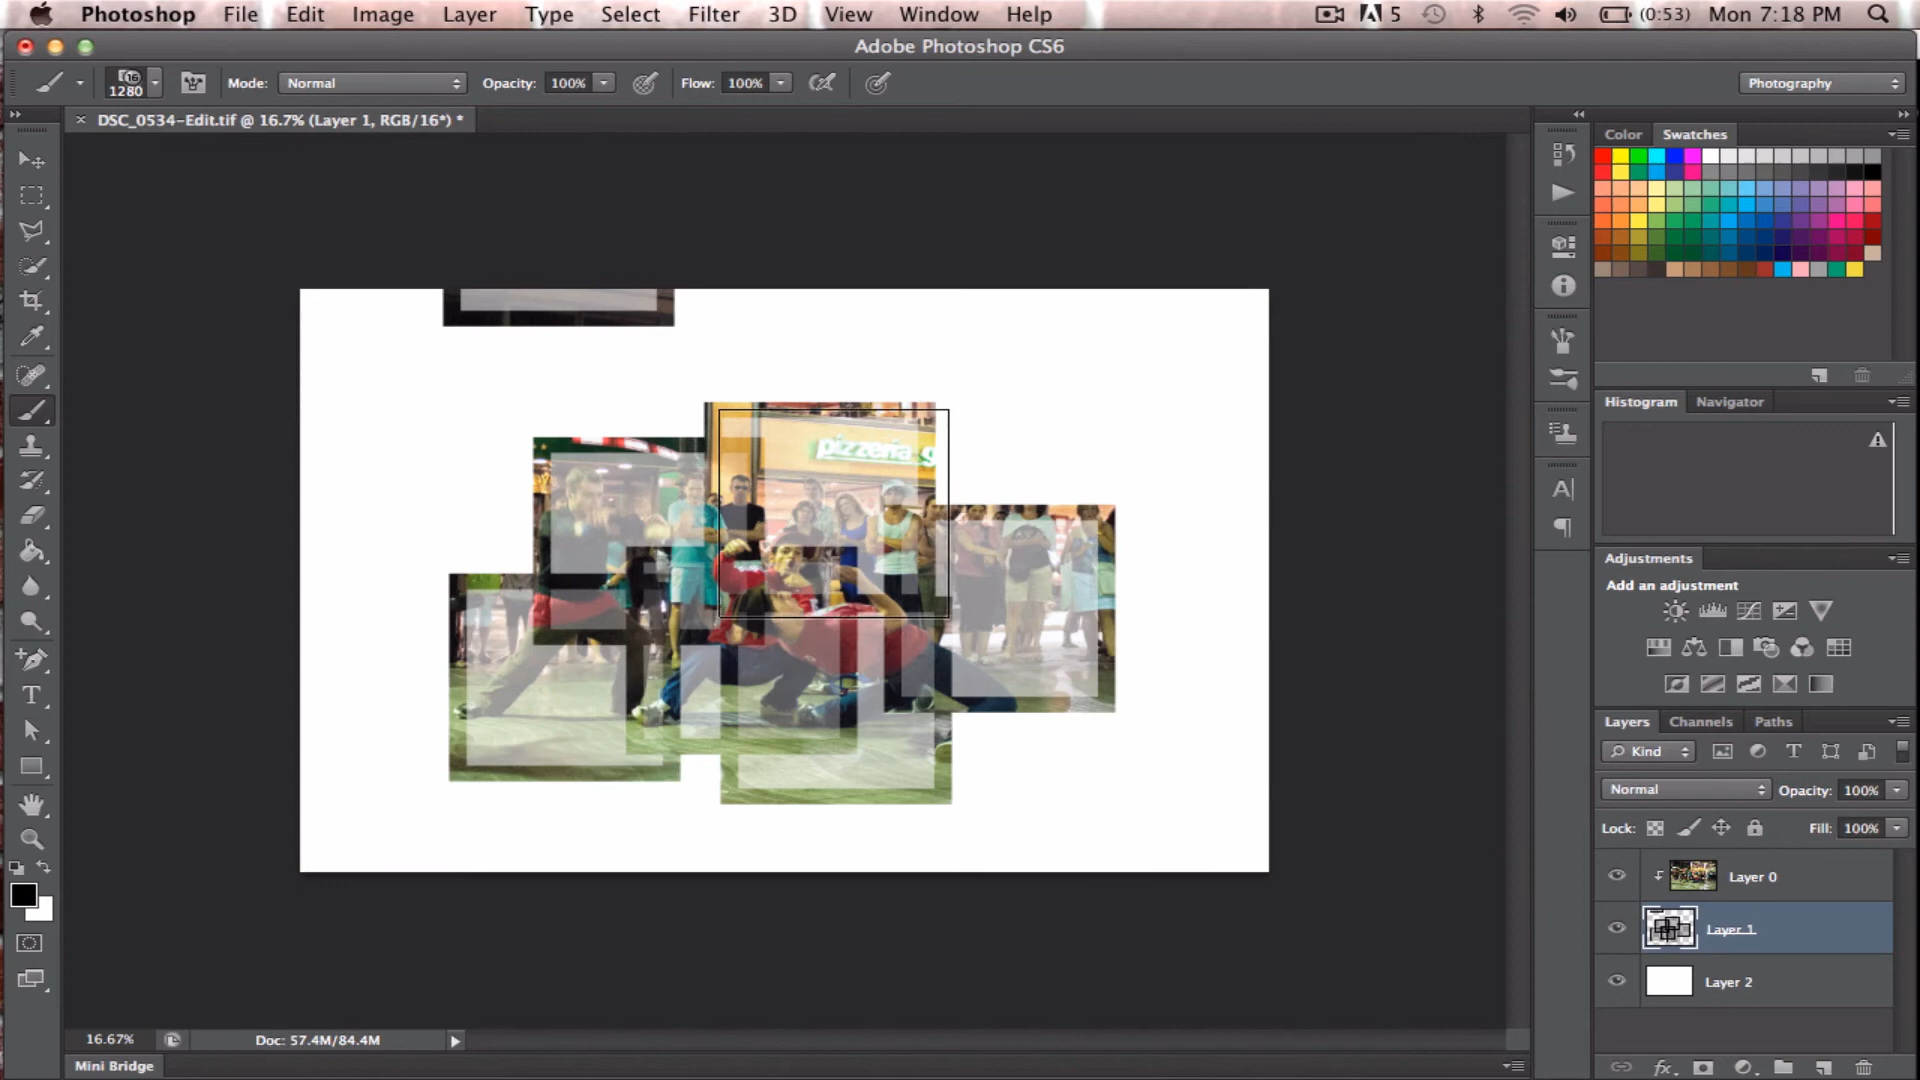 Photoshop File Edit Image Layer Type Select Filter 3D View Window Help 5 (0:53) Mon 7:18 PM
Adobe Photoshop CS6
16
1280 Mode: Normal Opacity: 100% Flow: 100% Photography
× DSC_0534-Edit.tif @ 16.7% (Layer 1, RGB/16*) *
Color Swatches
Histogram Navigator
pizzeria g
Adjustments
Add an adjustment
Layers Channels Paths
Kind
Normal Opacity: 100%
Lock: Fill: 100%
Layer 0
Layer 1
Layer 2
16.67% Doc: 57.4M/84.4M
Mini Bridge